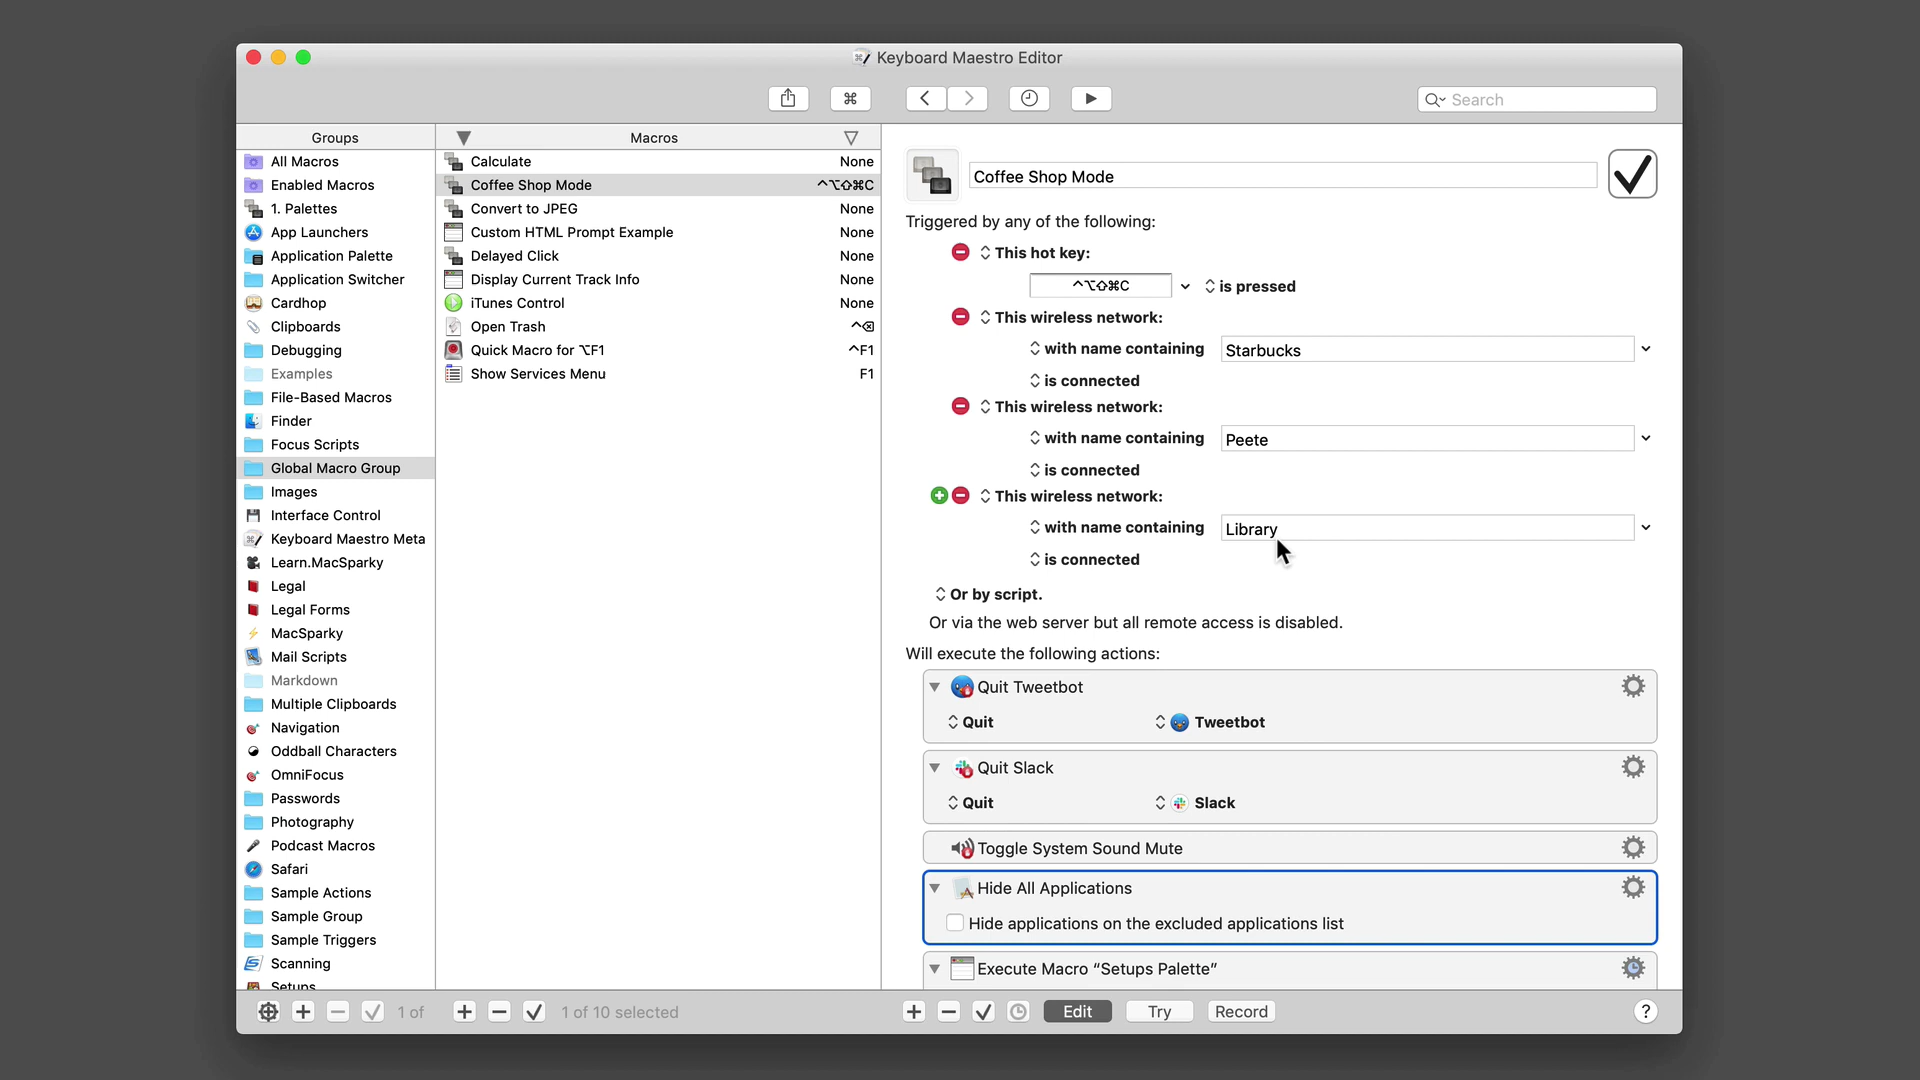 Keyboard Maestro Editor
Search
Groups
Macros
All Macros
Enabled Macros
1. Palettes
App Launchers
Application Palette
Application Switcher
Cardhop
Clipboards
Debugging
Examples
File-Based Macros
Finder
Focus Scripts
Global Macro Group
Images
Interface Control
Keyboard Maestro Meta
Learn.MacSparky
Legal
Legal Forms
MacSparky
Mail Scripts
Markdown
Multiple Clipboards
Navigation
Oddball Characters
OmniFocus
Passwords
Photography
Podcast Macros
Safari
Sample Actions
Sample Group
Sample Triggers
Scanning
Setups
Calculate None
Coffee Shop Mode ⌃⌥⇧⌘C
Convert to JPEG None
Custom HTML Prompt Example None
Delayed Click None
Display Current Track Info None
iTunes Control None
Open Trash ⌃⌫
Quick Macro for ⌥F1 ⌃F1
Show Services Menu F1
Coffee Shop Mode
Triggered by any of the following:
This hot key:
⌃⌥⇧⌘C is pressed
This wireless network:
with name containing Starbucks
is connected
This wireless network:
with name containing Peete
is connected
This wireless network:
with name containing Library
is connected
Or by script.
Or via the web server but all remote access is disabled.
Will execute the following actions:
Quit Tweetbot
Quit Tweetbot
Quit Slack
Quit Slack
Toggle System Sound Mute
Hide All Applications
Hide applications on the excluded applications list
Execute Macro “Setups Palette”
1 of
1 of 10 selected
Edit Try Record ?